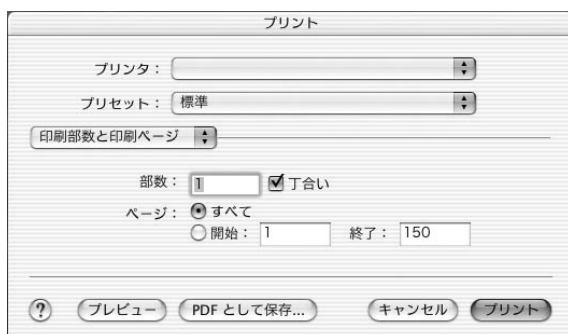 プリント
プリンタ：
プリセット： 標準
印刷部数と印刷ページ
部数： 1 丁合い
ページ： すべて
開始： 1 終了： 150
? プレビュー PDF として保存... キャンセル プリント